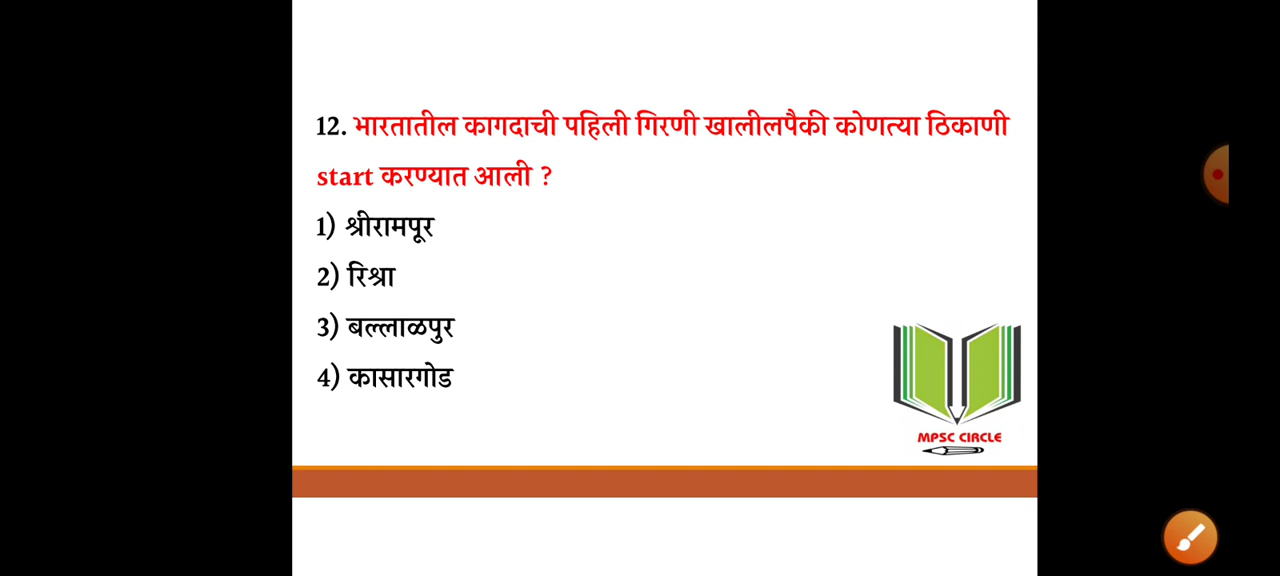 12. भारतातील कागदाची पहिली गिरणी खालीलपैकी कोणत्या ठिकाणी
start करण्यात आली ?
1) श्रीरामपूर
2) रिश्रा
3) बल्लाळपुर
4) कासारगोड
MPSC CIRCLE